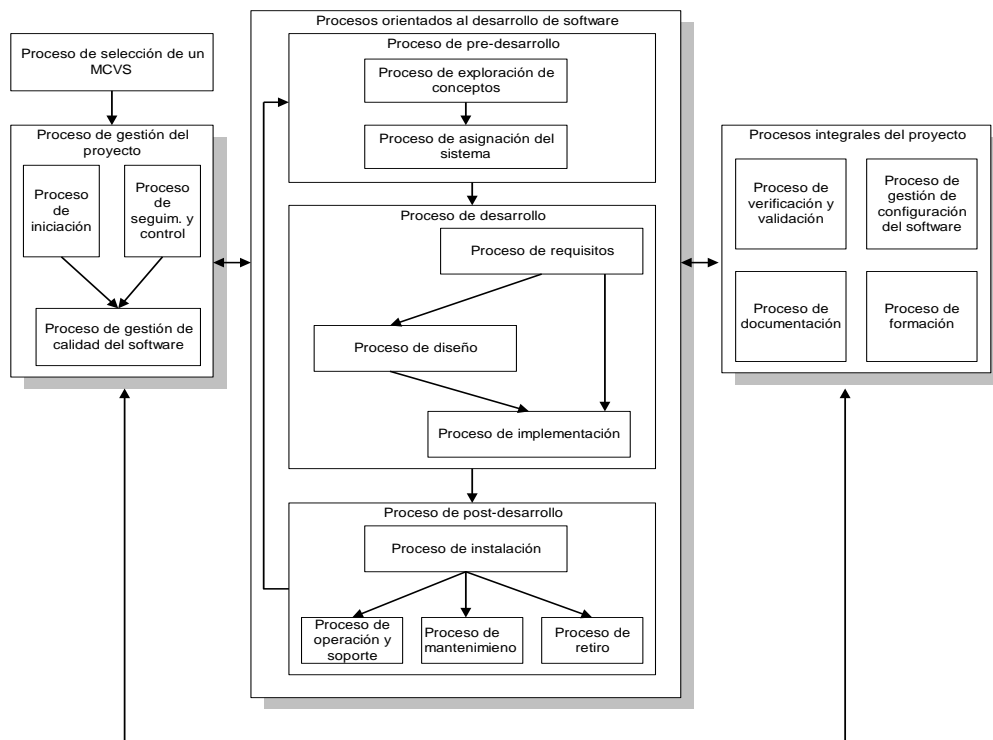 Proceso de selección de un
MCVS
Proceso de gestión del
proyecto
Proceso
de
iniciación
Proceso
de
seguim. y
control
Proceso de gestión de
calidad del software
Procesos orientados al desarrollo de software
Proceso de pre-desarrollo
Proceso de exploración de
conceptos
Proceso de asignación del
sistema
Proceso de desarrollo
Proceso de requisitos
Proceso de diseño
Proceso de implementación
Proceso de post-desarrollo
Proceso de instalación
Proceso de
operación y
soporte
Proceso de
mantenimieno
Proceso de
retiro
Procesos integrales del proyecto
Proceso de
verificación y
validación
Proceso de
gestión de
configuración
del software
Proceso de
documentación
Proceso de
formación